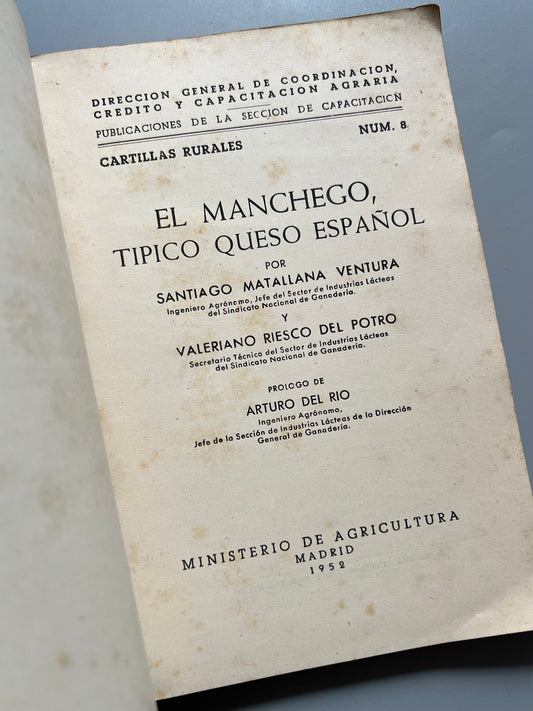 DIRECCION GENERAL DE COORDINACION,
CREDITO Y CAPACITACION AGRARIA
PUBLICACIONES DE LA SECCION DE CAPACITACION
CARTILLAS RURALES NUM. 8
EL MANCHEGO,
TIPICO QUESO ESPAÑOL
POR
SANTIAGO MATALLANA VENTURA
Ingeniero Agrónomo, Jefe del Sector de Industrias Lácteas
del Sindicato Nacional de Ganadería.
Y
VALERIANO RIESCO DEL POTRO
Secretario Técnico del Sector de Industrias Lácteas
del Sindicato Nacional de Ganadería.
PROLOGO DE
ARTURO DEL RIO
Ingeniero Agrónomo,
Jefe de la Sección de Industrias Lácteas de la Dirección
General de Ganadería.
MINISTERIO DE AGRICULTURA
MADRID
1952